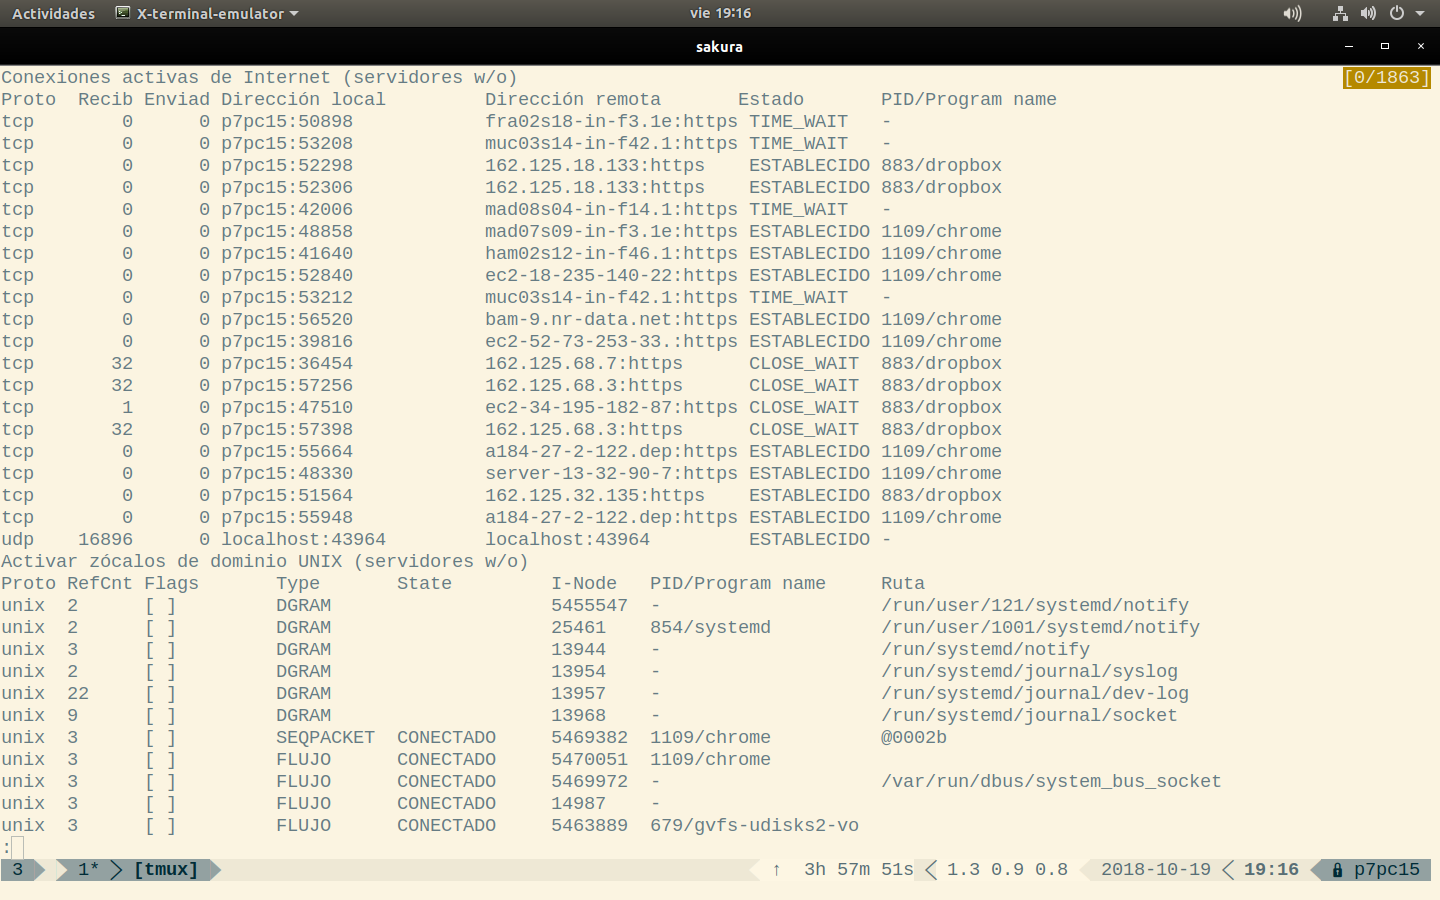 Actividades X-terminal-emulator vie 19:16
sakura
Conexiones activas de Internet (servidores w/o) [0/1863]
Proto Recib Enviad Dirección local Dirección remota Estado PID/Program name
tcp 0 0 p7pc15:50898 fra02s18-in-f3.1e:https TIME_WAIT -
tcp 0 0 p7pc15:53208 muc03s14-in-f42.1:https TIME_WAIT -
tcp 0 0 p7pc15:52298 162.125.18.133:https ESTABLECIDO 883/dropbox
tcp 0 0 p7pc15:52306 162.125.18.133:https ESTABLECIDO 883/dropbox
tcp 0 0 p7pc15:42006 mad08s04-in-f14.1:https TIME_WAIT -
tcp 0 0 p7pc15:48858 mad07s09-in-f3.1e:https ESTABLECIDO 1109/chrome
tcp 0 0 p7pc15:41640 ham02s12-in-f46.1:https ESTABLECIDO 1109/chrome
tcp 0 0 p7pc15:52840 ec2-18-235-140-22:https ESTABLECIDO 1109/chrome
tcp 0 0 p7pc15:53212 muc03s14-in-f42.1:https TIME_WAIT -
tcp 0 0 p7pc15:56520 bam-9.nr-data.net:https ESTABLECIDO 1109/chrome
tcp 0 0 p7pc15:39816 ec2-52-73-253-33.:https ESTABLECIDO 1109/chrome
tcp 32 0 p7pc15:36454 162.125.68.7:https CLOSE_WAIT 883/dropbox
tcp 32 0 p7pc15:57256 162.125.68.3:https CLOSE_WAIT 883/dropbox
tcp 1 0 p7pc15:47510 ec2-34-195-182-87:https CLOSE_WAIT 883/dropbox
tcp 32 0 p7pc15:57398 162.125.68.3:https CLOSE_WAIT 883/dropbox
tcp 0 0 p7pc15:55664 a184-27-2-122.dep:https ESTABLECIDO 1109/chrome
tcp 0 0 p7pc15:48330 server-13-32-90-7:https ESTABLECIDO 1109/chrome
tcp 0 0 p7pc15:51564 162.125.32.135:https ESTABLECIDO 883/dropbox
tcp 0 0 p7pc15:55948 a184-27-2-122.dep:https ESTABLECIDO 1109/chrome
udp 16896 0 localhost:43964 localhost:43964 ESTABLECIDO -
Activar zócalos de dominio UNIX (servidores w/o)
Proto RefCnt Flags Type State I-Node PID/Program name Ruta
unix 2 [ ] DGRAM 5455547 - /run/user/121/systemd/notify
unix 2 [ ] DGRAM 25461 854/systemd /run/user/1001/systemd/notify
unix 3 [ ] DGRAM 13944 - /run/systemd/notify
unix 2 [ ] DGRAM 13954 - /run/systemd/journal/syslog
unix 22 [ ] DGRAM 13957 - /run/systemd/journal/dev-log
unix 9 [ ] DGRAM 13968 - /run/systemd/journal/socket
unix 3 [ ] SEQPACKET CONECTADO 5469382 1109/chrome @0002b
unix 3 [ ] FLUJO CONECTADO 5470051 1109/chrome
unix 3 [ ] FLUJO CONECTADO 5469972 - /var/run/dbus/system_bus_socket
unix 3 [ ] FLUJO CONECTADO 14987 -
unix 3 [ ] FLUJO CONECTADO 5463889 679/gvfs-udisks2-vo
:
3 1* [tmux] ↑ 3h 57m 51s 1.3 0.9 0.8 2018-10-19 19:16 p7pc15